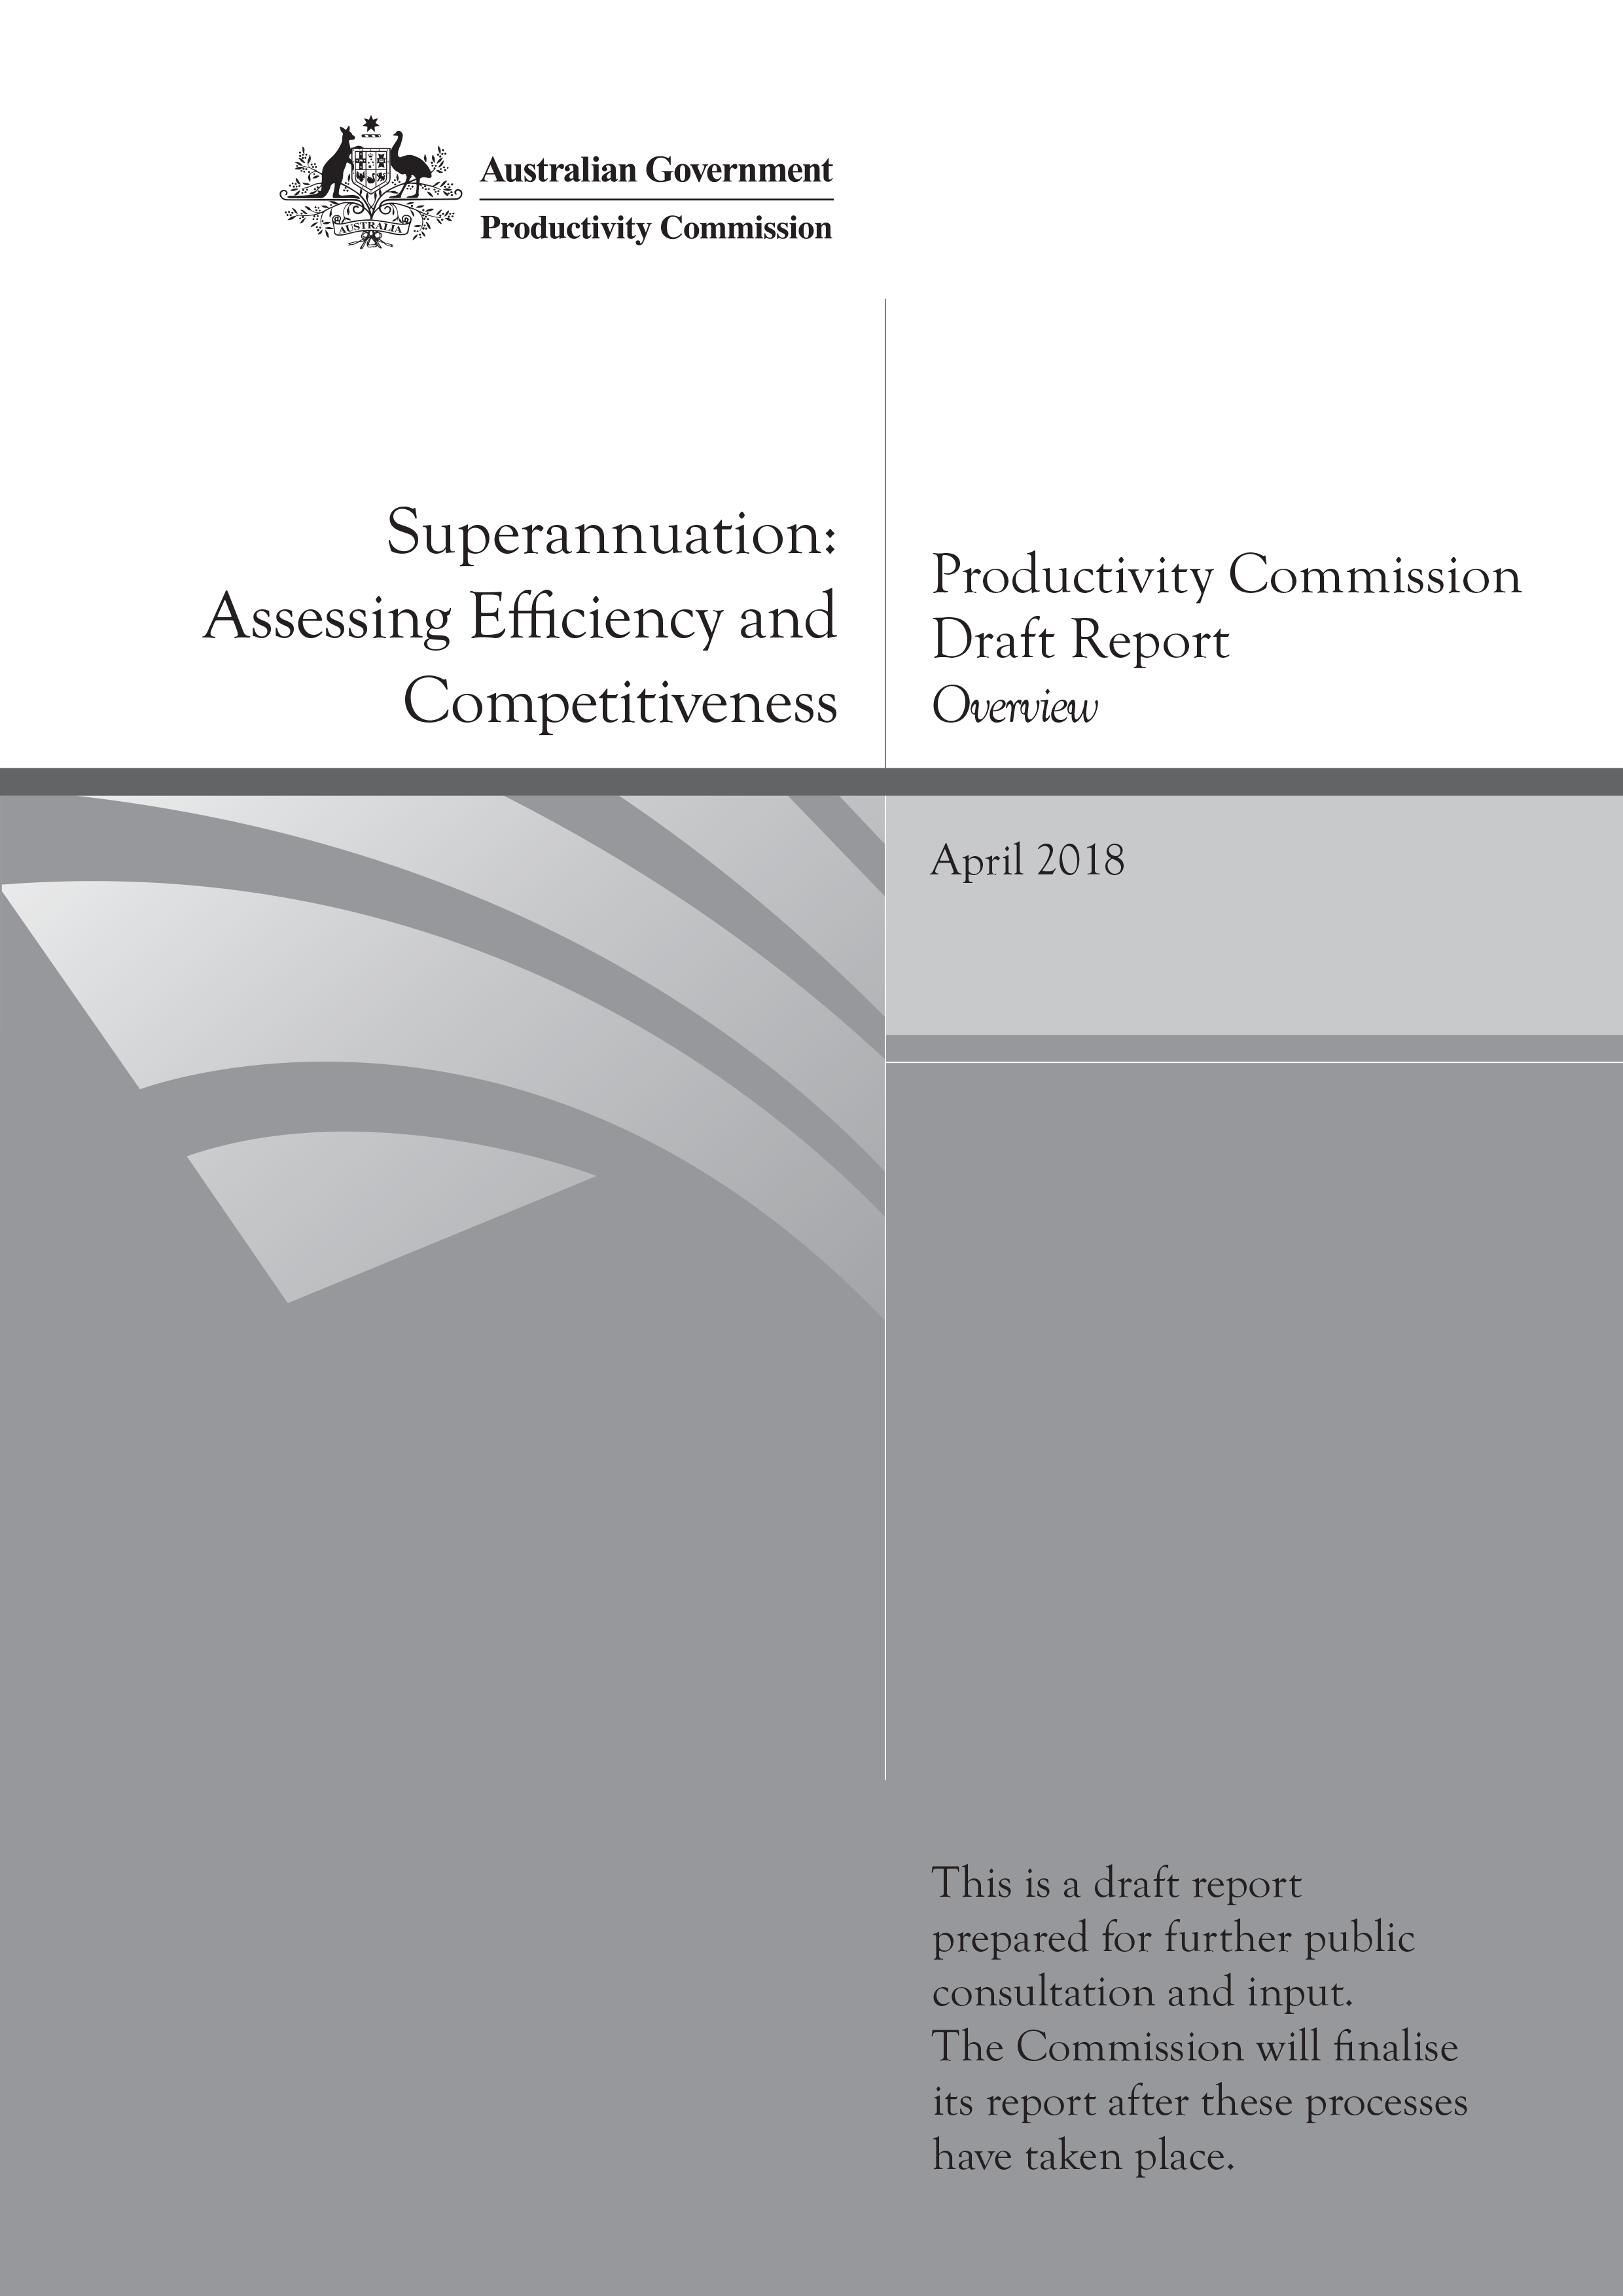 AUSTRALIA
Australian Government
Productivity Commission
Superannuation:
Assessing Efficiency and
Competitiveness
Productivity Commission
Draft Report
Overview
April 2018
This is a draft report
prepared for further public
consultation and input.
The Commission will finalise
its report after these processes
have taken place.